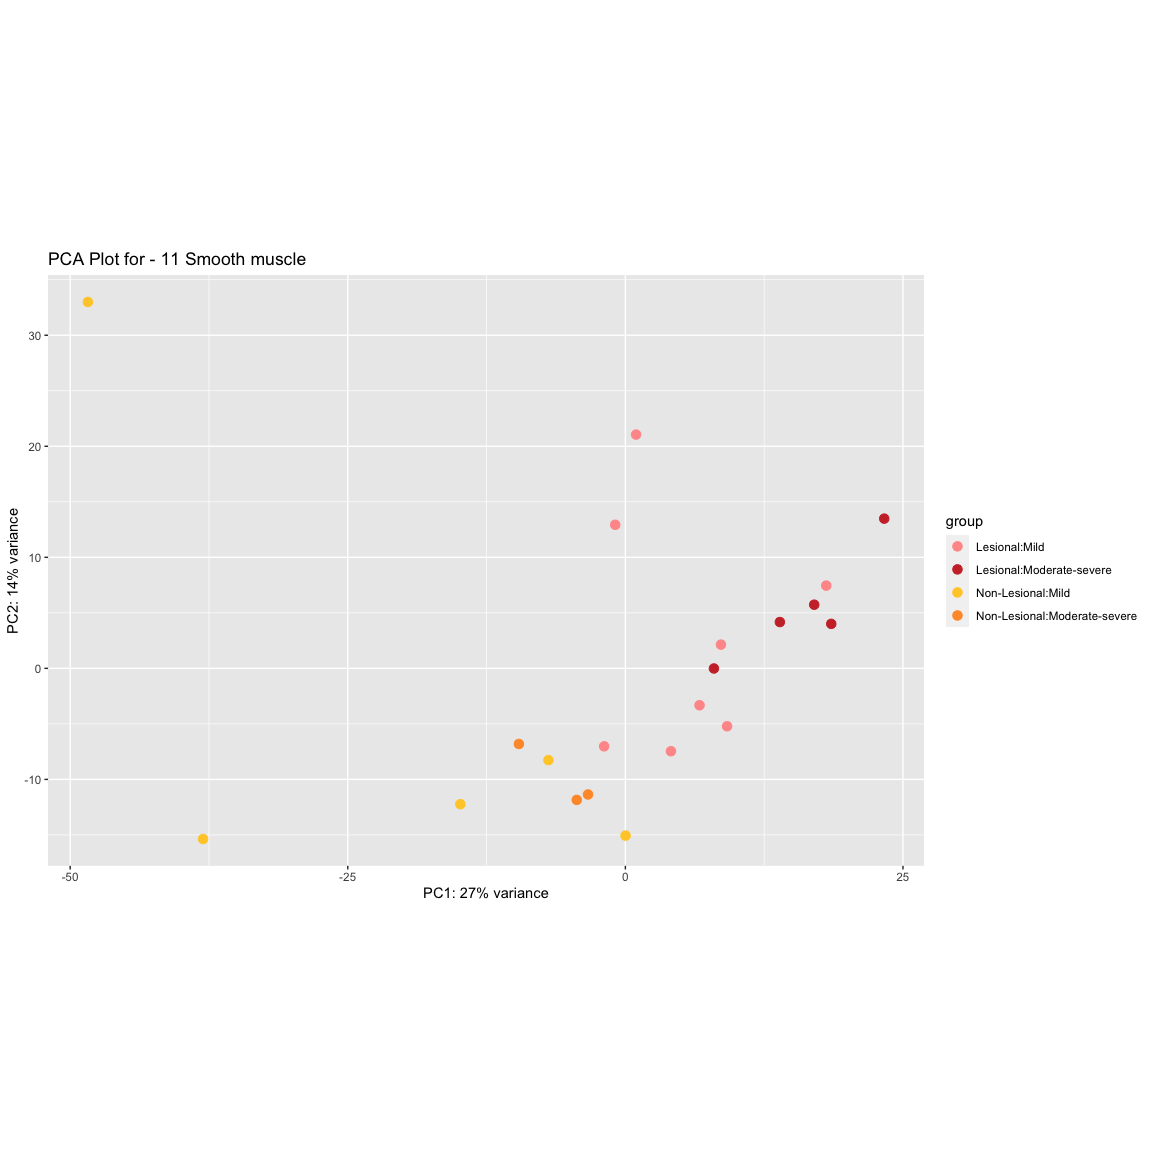 PCA Plot for - 11 Smooth muscle
30
20
10
0
-10
PC2: 14% variance
-50
-25
0
25
PC1: 27% variance
group
Lesional:Mild
Lesional:Moderate-severe
Non-Lesional:Mild
Non-Lesional:Moderate-severe